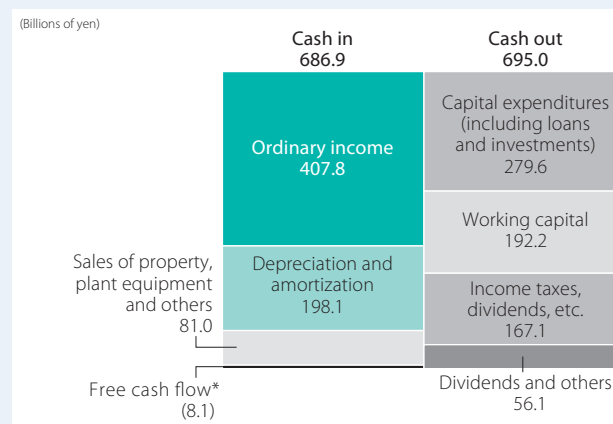 (Billions of yen)
Cash in
686.9
Cash out
695.0
Ordinary income
407.8
Capital expenditures
(including loans
and investments)
279.6
Working capital
192.2
Sales of property,
plant equipment
and others
81.0
Depreciation and
amortization
198.1
Income taxes,
dividends, etc.
167.1
Free cash flow*
(8.1)
Dividends and others
56.1